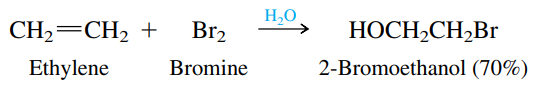 H₂O
CH₂=CH₂ + Br₂ → HOCH₂CH₂Br
Ethylene Bromine 2-Bromoethanol (70%)